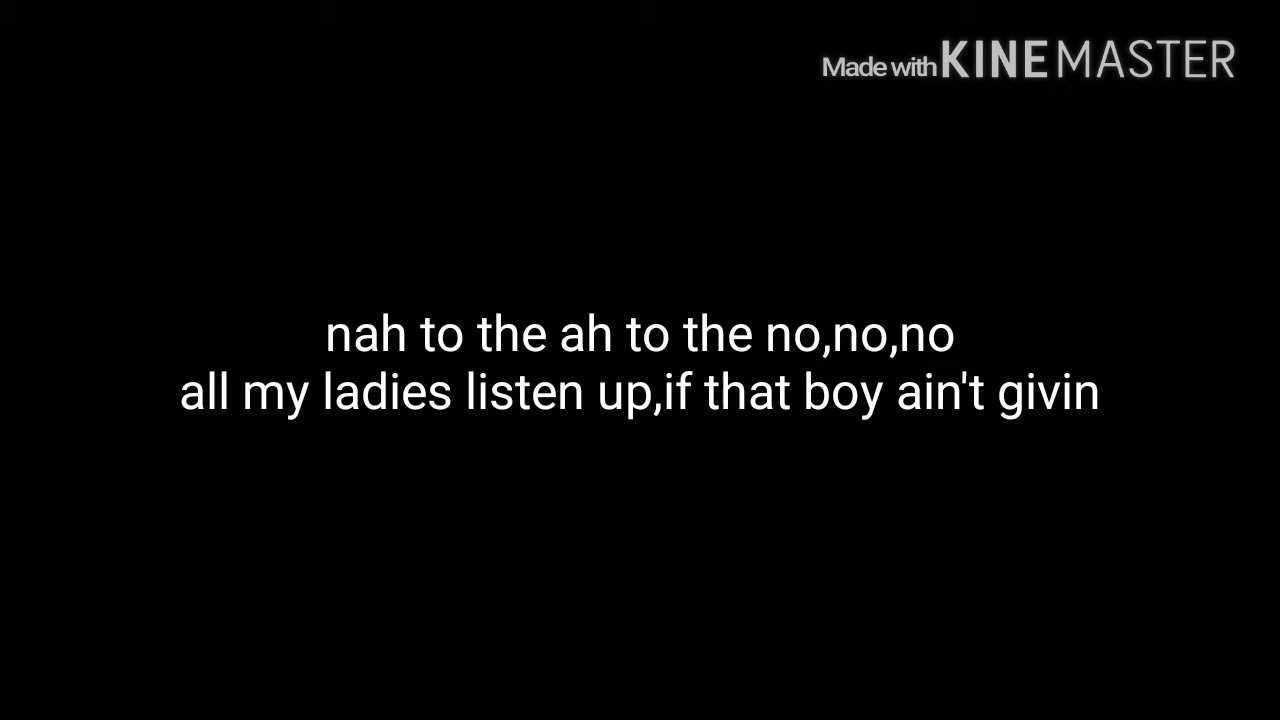 Made with KINEMASTER
nah to the ah to the no,no,no
all my ladies listen up,if that boy ain't givin